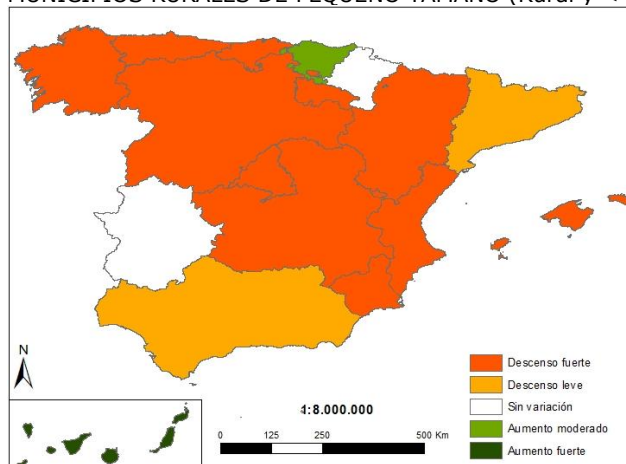 MUNICIPIOS RURALES DE PEQUEÑO TAMAÑO (Rural
N
Descenso fuerte
Descenso leve
Sin variación
Aumento moderado
Aumento fuerte
1:8.000.000
0 125 250 500 Km